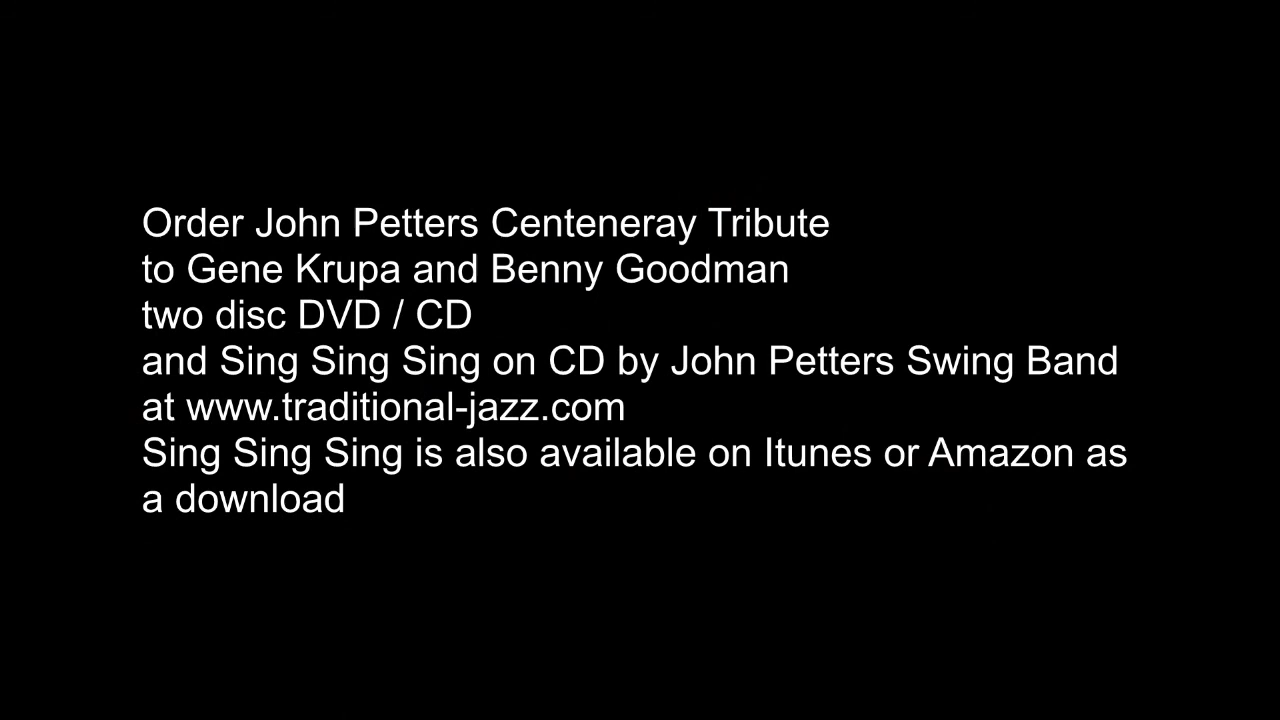 Order John Petters Centeneray Tribute
to Gene Krupa and Benny Goodman
two disc DVD / CD
and Sing Sing Sing on CD by John Petters Swing Band
at www.traditional-jazz.com
Sing Sing Sing is also available on Itunes or Amazon as
a download